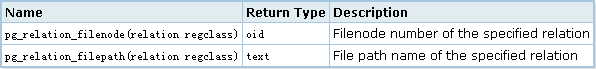 Name Return Type Description
pg_relation_filenode(relation regclass) oid Filenode number of the specified relation
pg_relation_filepath(relation regclass) text File path name of the specified relation